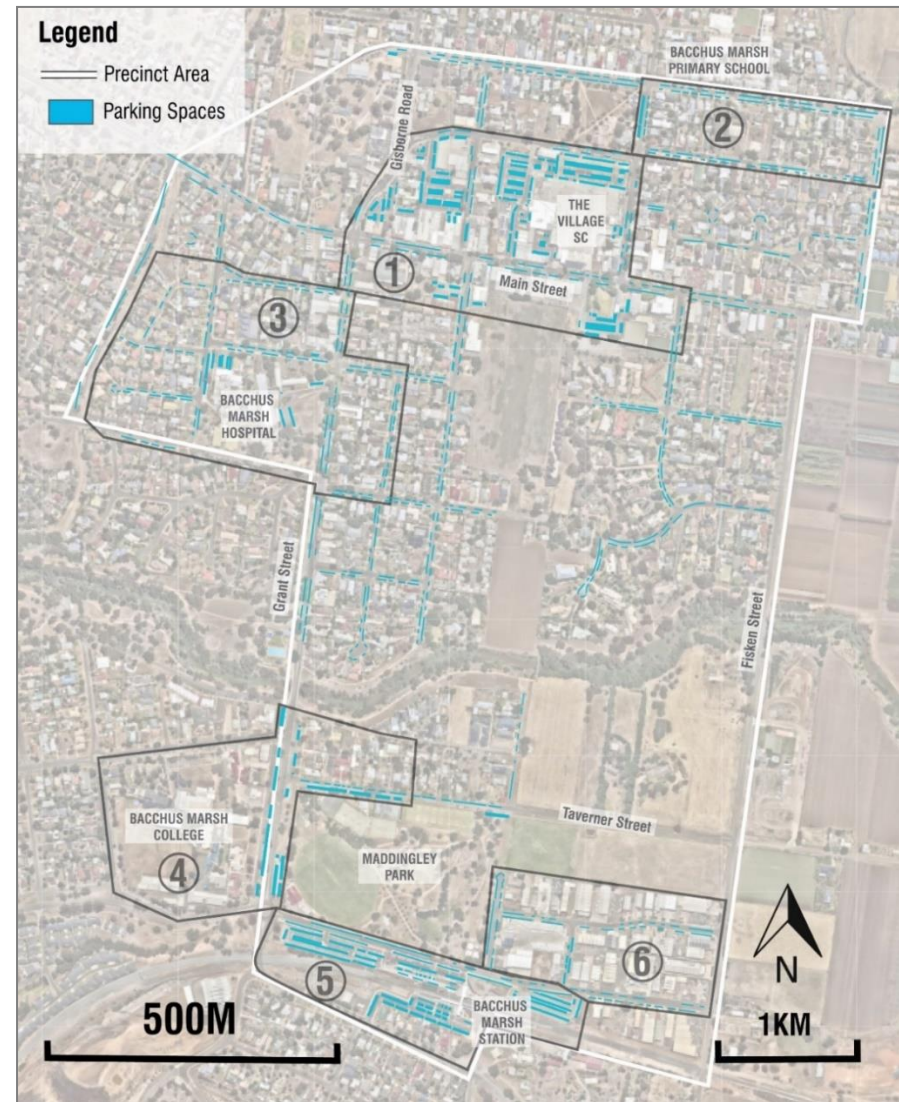 Legend
Precinct Area
Parking Spaces
BACCHUS MARSH
PRIMARY SCHOOL
Gisborne Road
2
THE
VILLAGE
SC
1
Main Street
3
BACCHUS
MARSH
HOSPITAL
Grant Street
Fisken Street
BACCHUS MARSH
COLLEGE
4
Taverner Street
MADDINGLEY
PARK
5
6
BACCHUS
MARSH
STATION
N
500M
1KM